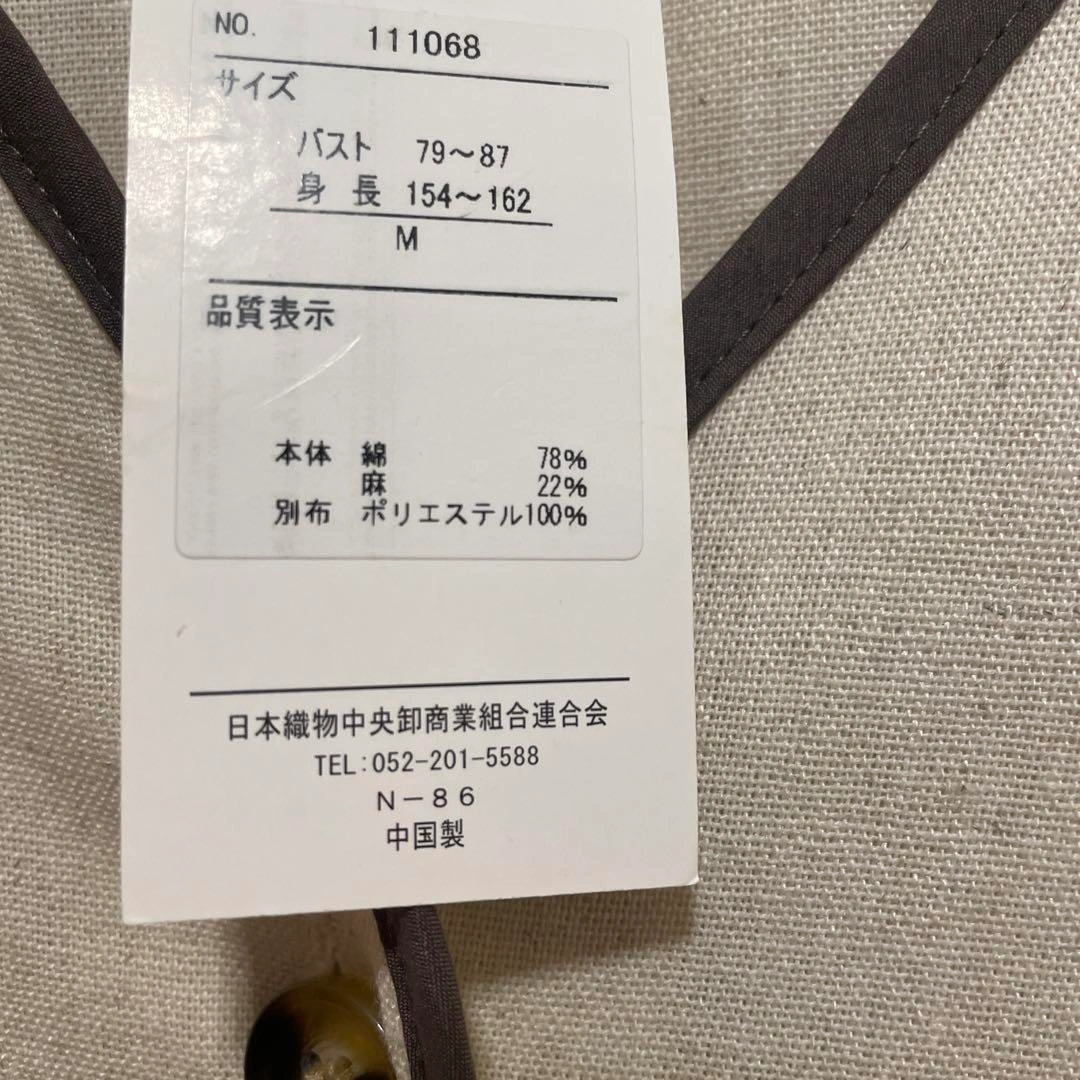 NO. 111068
サイズ
バスト 79～87
身長 154～162
M
品質表示
本体 綿 78%
麻 22%
別布 ポリエステル100%
日本織物中央卸商業組合連合会
TEL:052-201-5588
N－86
中国製